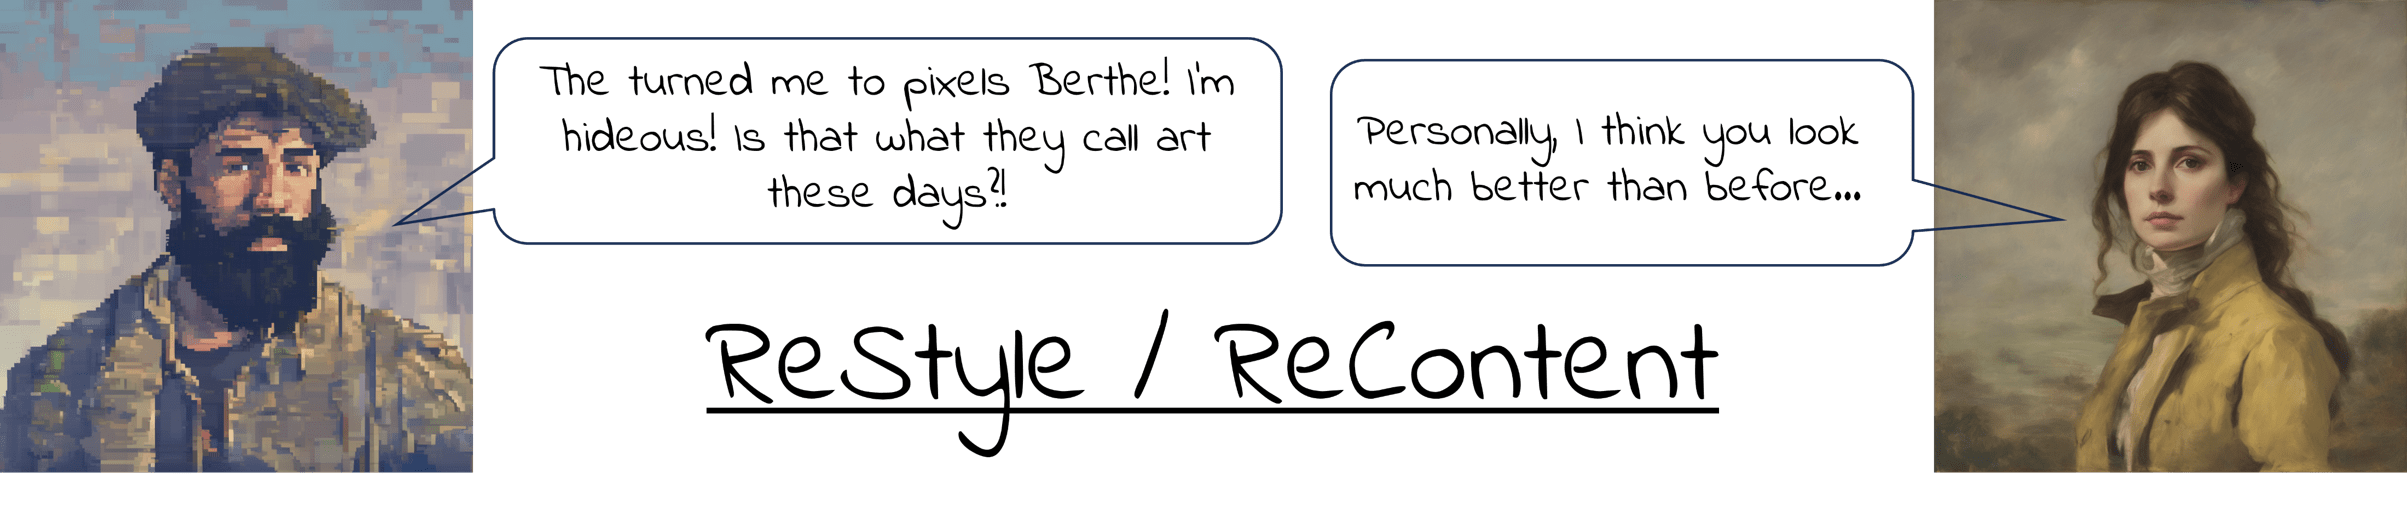 The turned me to pixels Berthe! I'm
hideous! Is that what they call art
these days?!
Personally, I think you look
much better than before...
ReStyle / ReContent